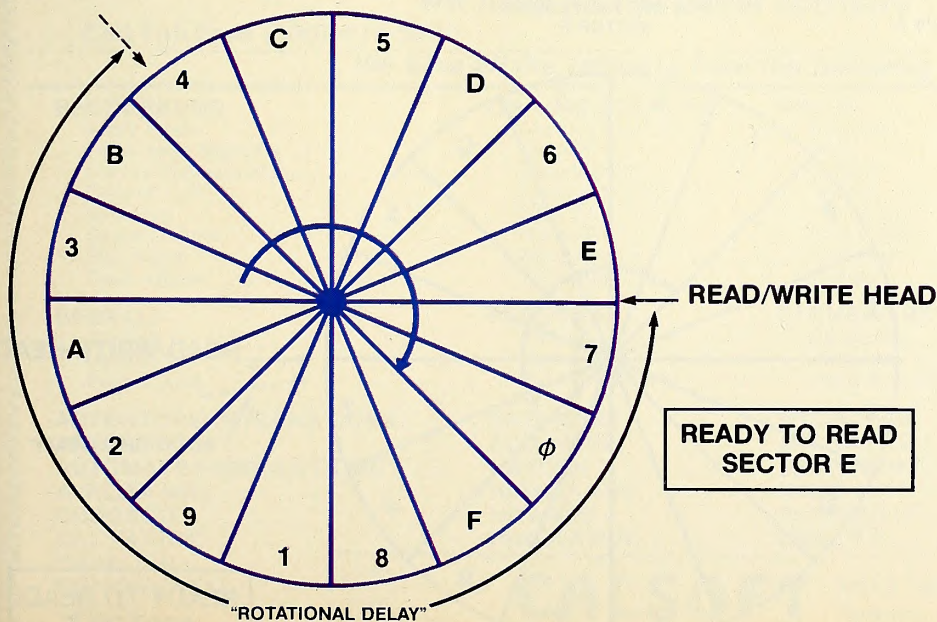 C
5
4
D
B
6
3
E
READ/WRITE HEAD
A
7
2
φ
READY TO READ
SECTOR E
9
F
1
8
"ROTATIONAL DELAY"